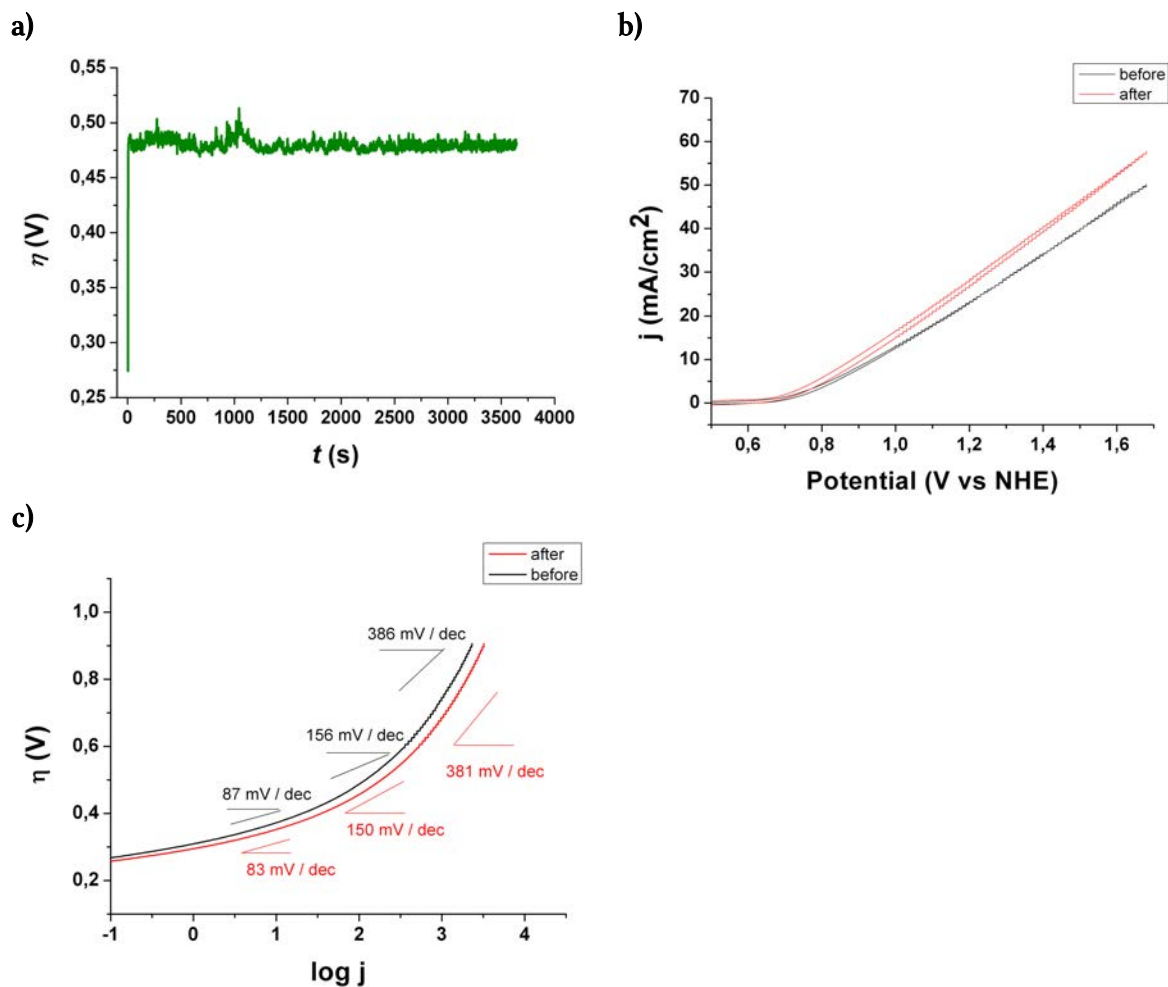 a)
0,55
0,50
0,45
0,40
0,35
0,30
0,25
η (V)
0 500 1000 1500 2000 2500 3000 3500 4000
t (s)
b)
before
after
70
60
50
40
30
20
10
0
j (mA/cm²)
0,6 0,8 1,0 1,2 1,4 1,6
Potential (V vs NHE)
c)
after
before
1,0
0,8
0,6
0,4
0,2
η (V)
386 mV / dec
156 mV / dec
87 mV / dec
381 mV / dec
150 mV / dec
83 mV / dec
-1 0 1 2 3 4
log j